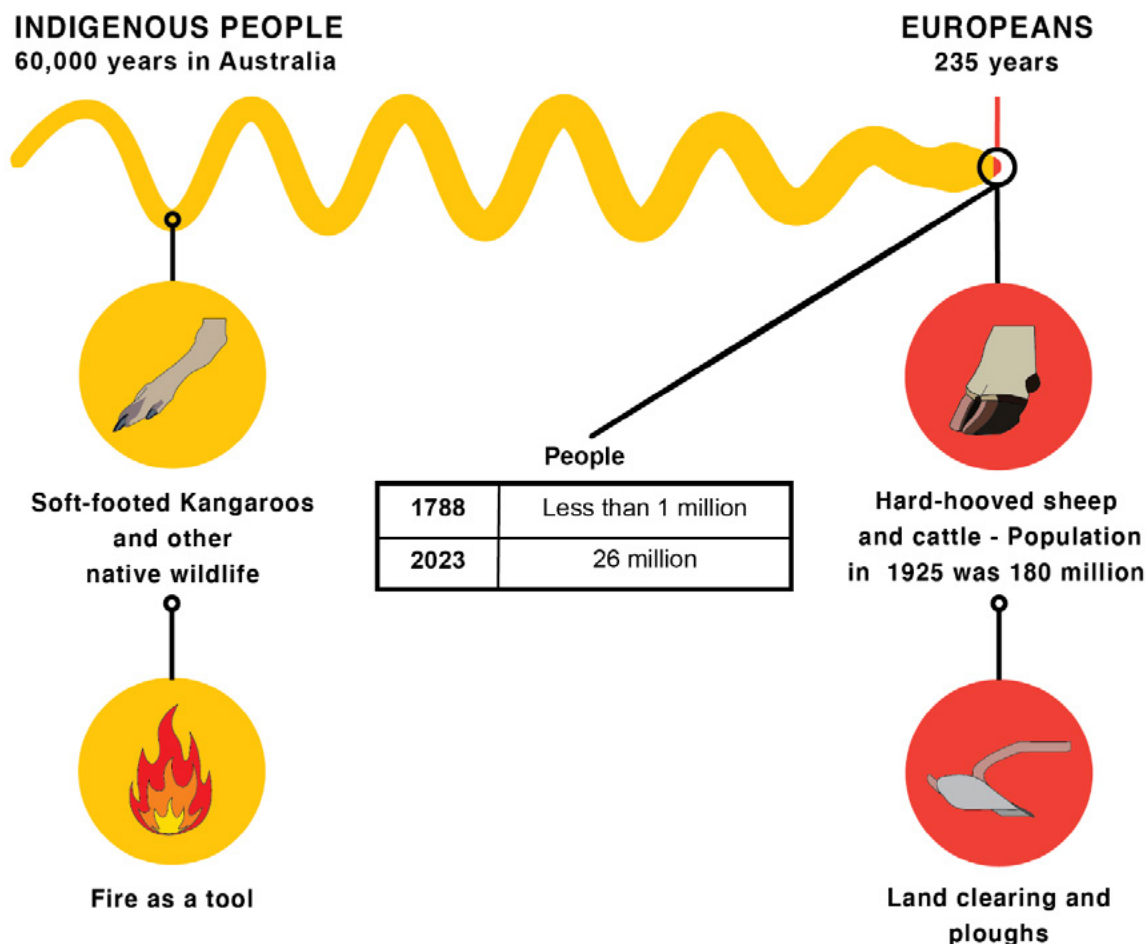 INDIGENOUS PEOPLE
60,000 years in Australia
EUROPEANS
235 years
People
1788 Less than 1 million
2023 26 million
Soft-footed Kangaroos
and other
native wildlife
Hard-hooved sheep
and cattle - Population
in 1925 was 180 million
Fire as a tool
Land clearing and
ploughs